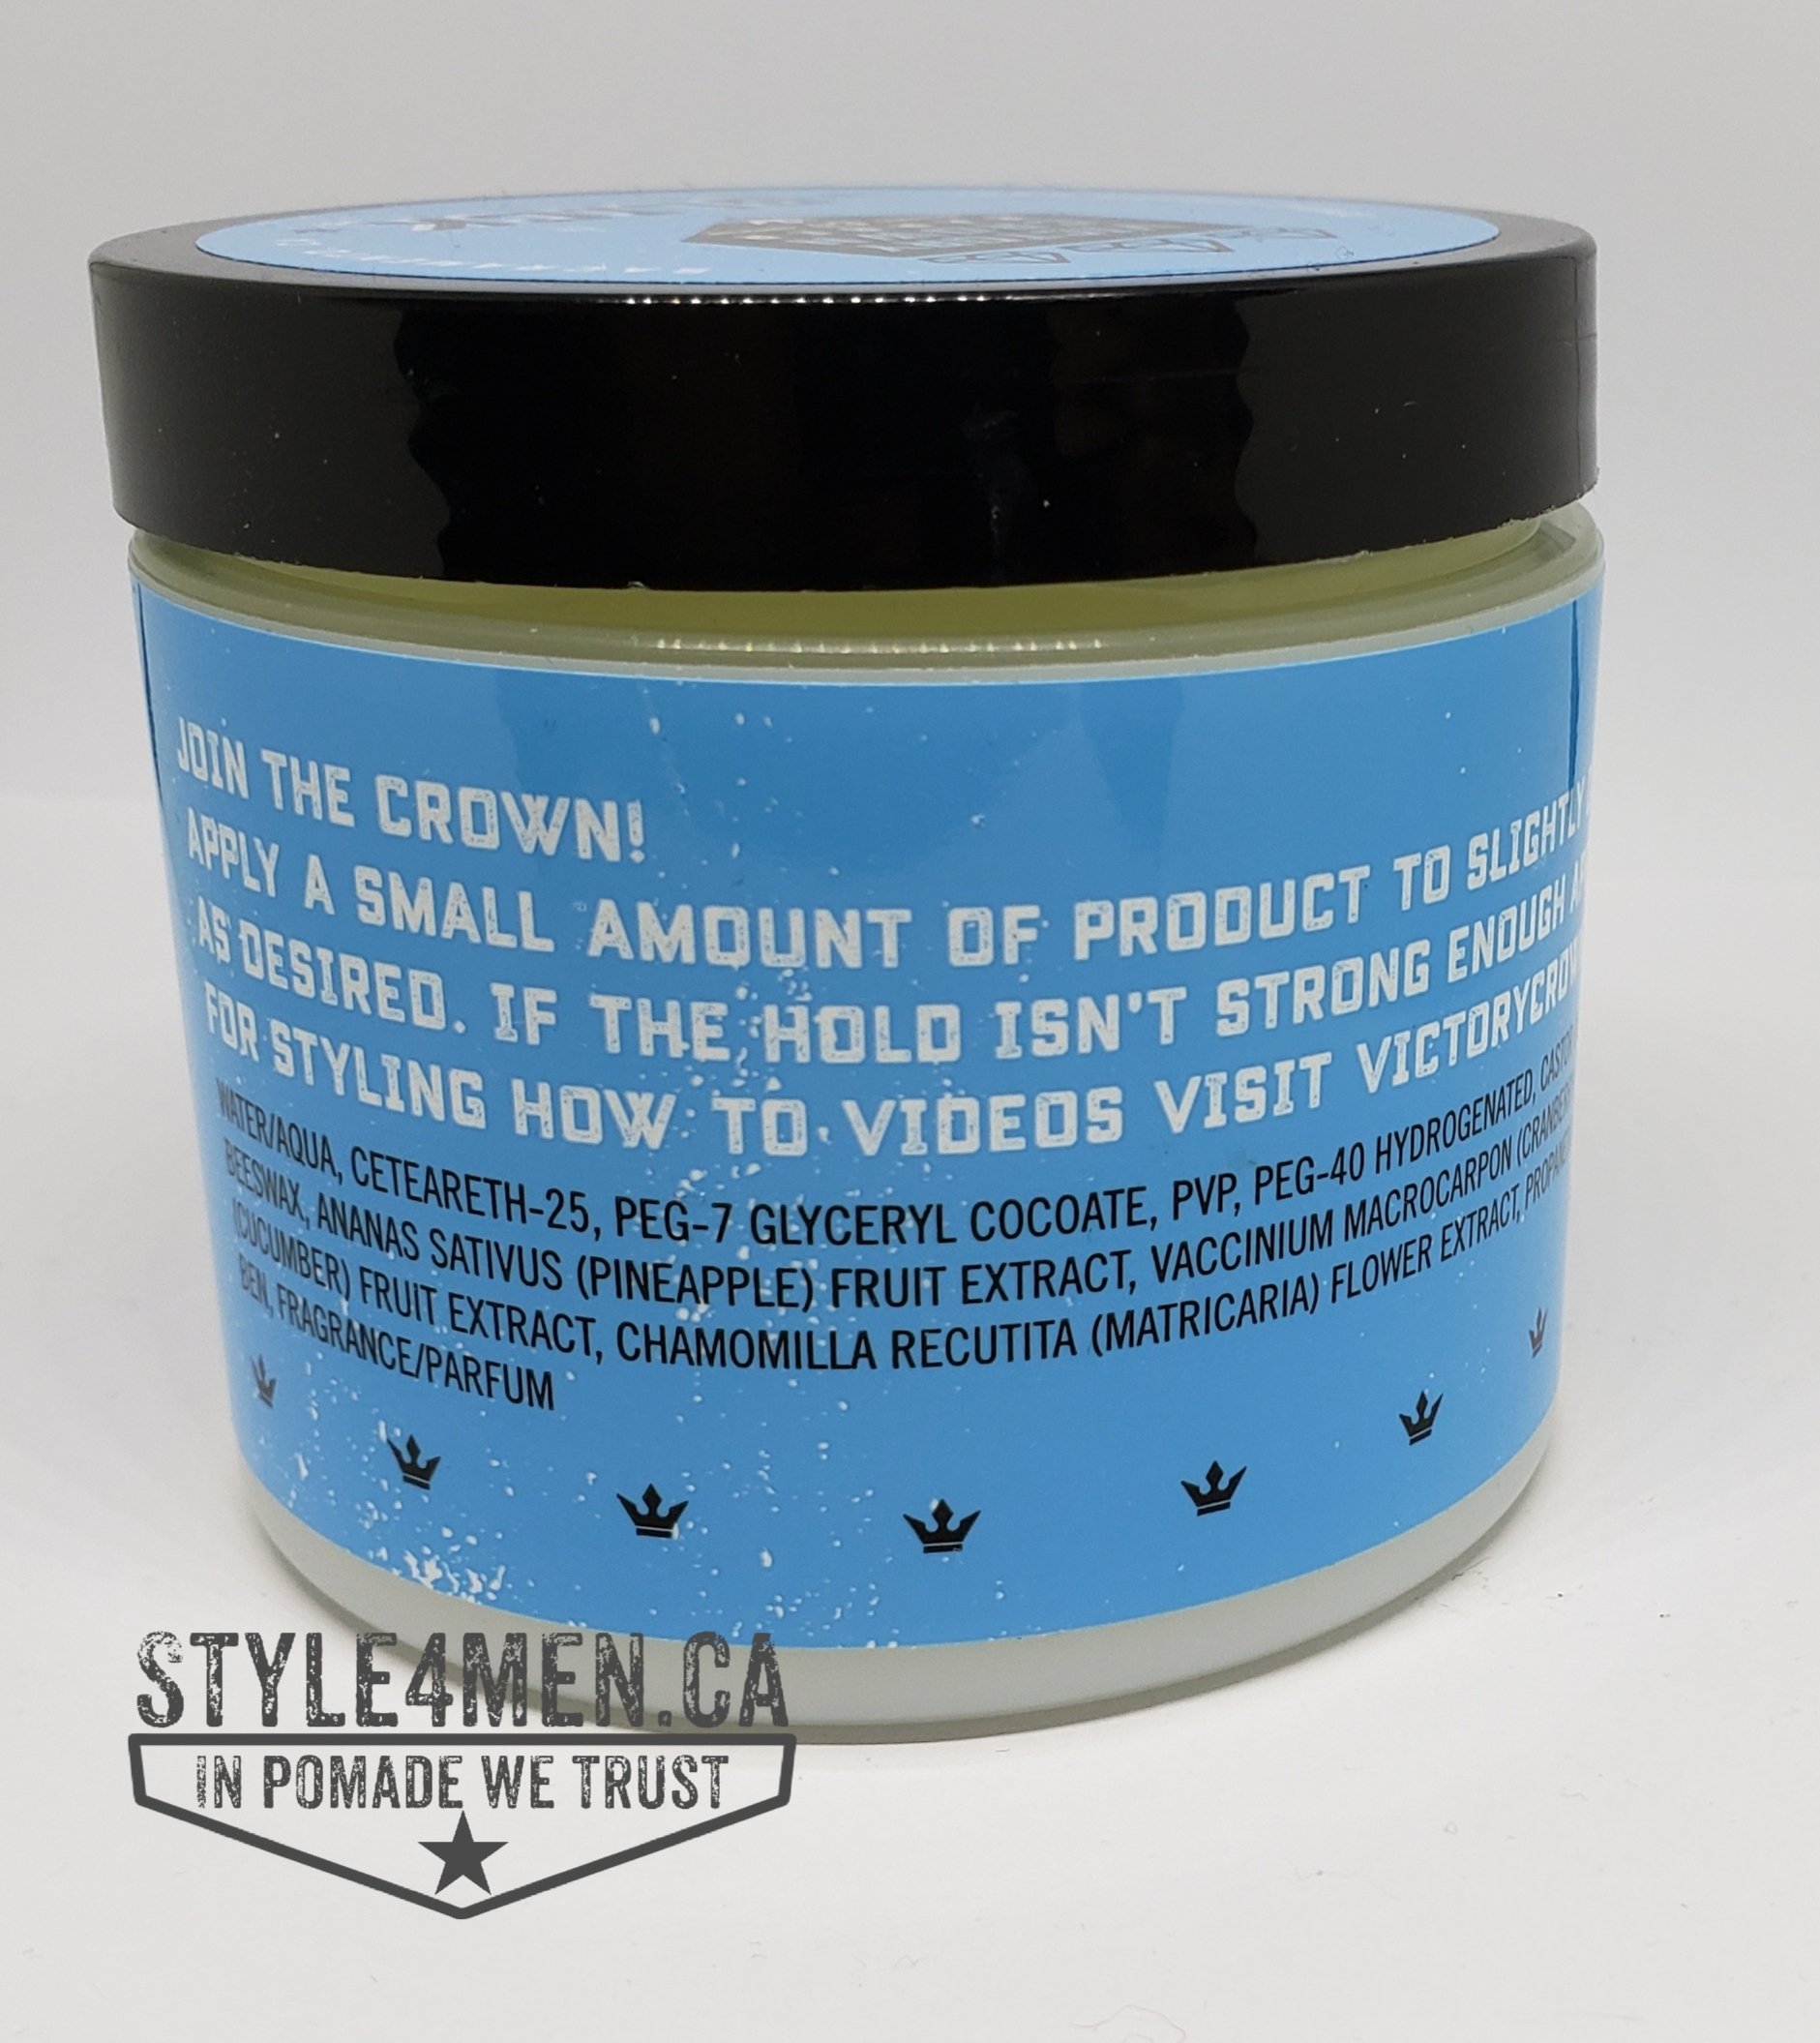 JOIN THE CROWN!
APPLY A SMALL AMOUNT OF PRODUCT TO SLIGHTLY
AS DESIRED. IF THE HOLD ISN'T STRONG ENOUGH
FOR STYLING HOW TO VIDEOS VISIT
WATER/AQUA, CETEARETH-25, PEG-7 GLYCERYL COCOATE, PVP, PEG-40 HYDROGENATED,
BEESWAX, ANANAS SATIVUS (PINEAPPLE) FRUIT EXTRACT, VACCINIUM MACROCARPON
(CUCUMBER) FRUIT EXTRACT, CHAMOMILLA RECUTITA (MATRICARIA) FLOWER EXTRACT,
BEN, FRAGRANCE/PARFUM
STYLE4MEN.CA
IN POMADE WE TRUST